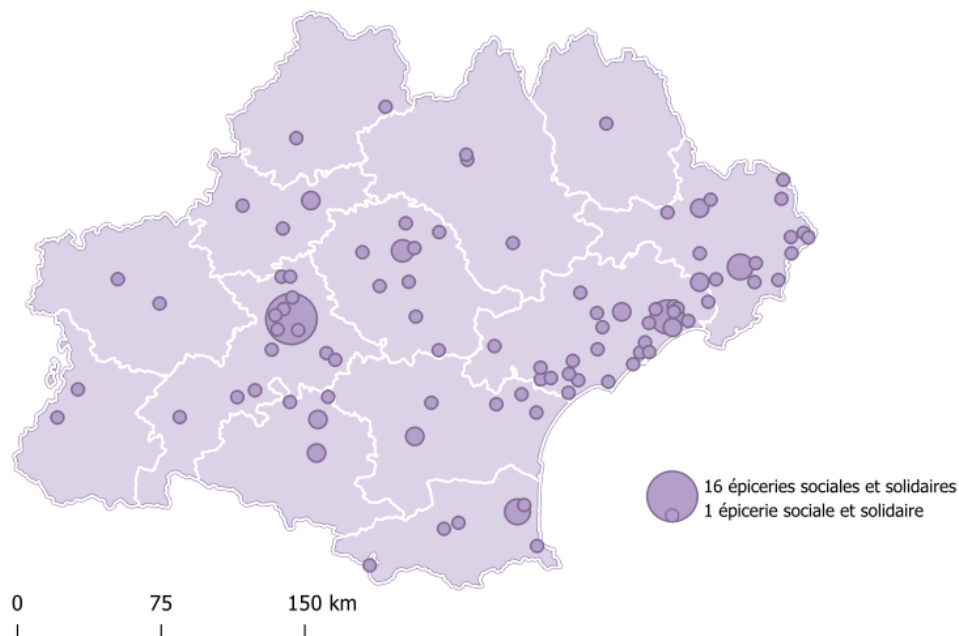 16 épiceries sociales et solidaires
1 épicerie sociale et solidaire
0 75 150 km